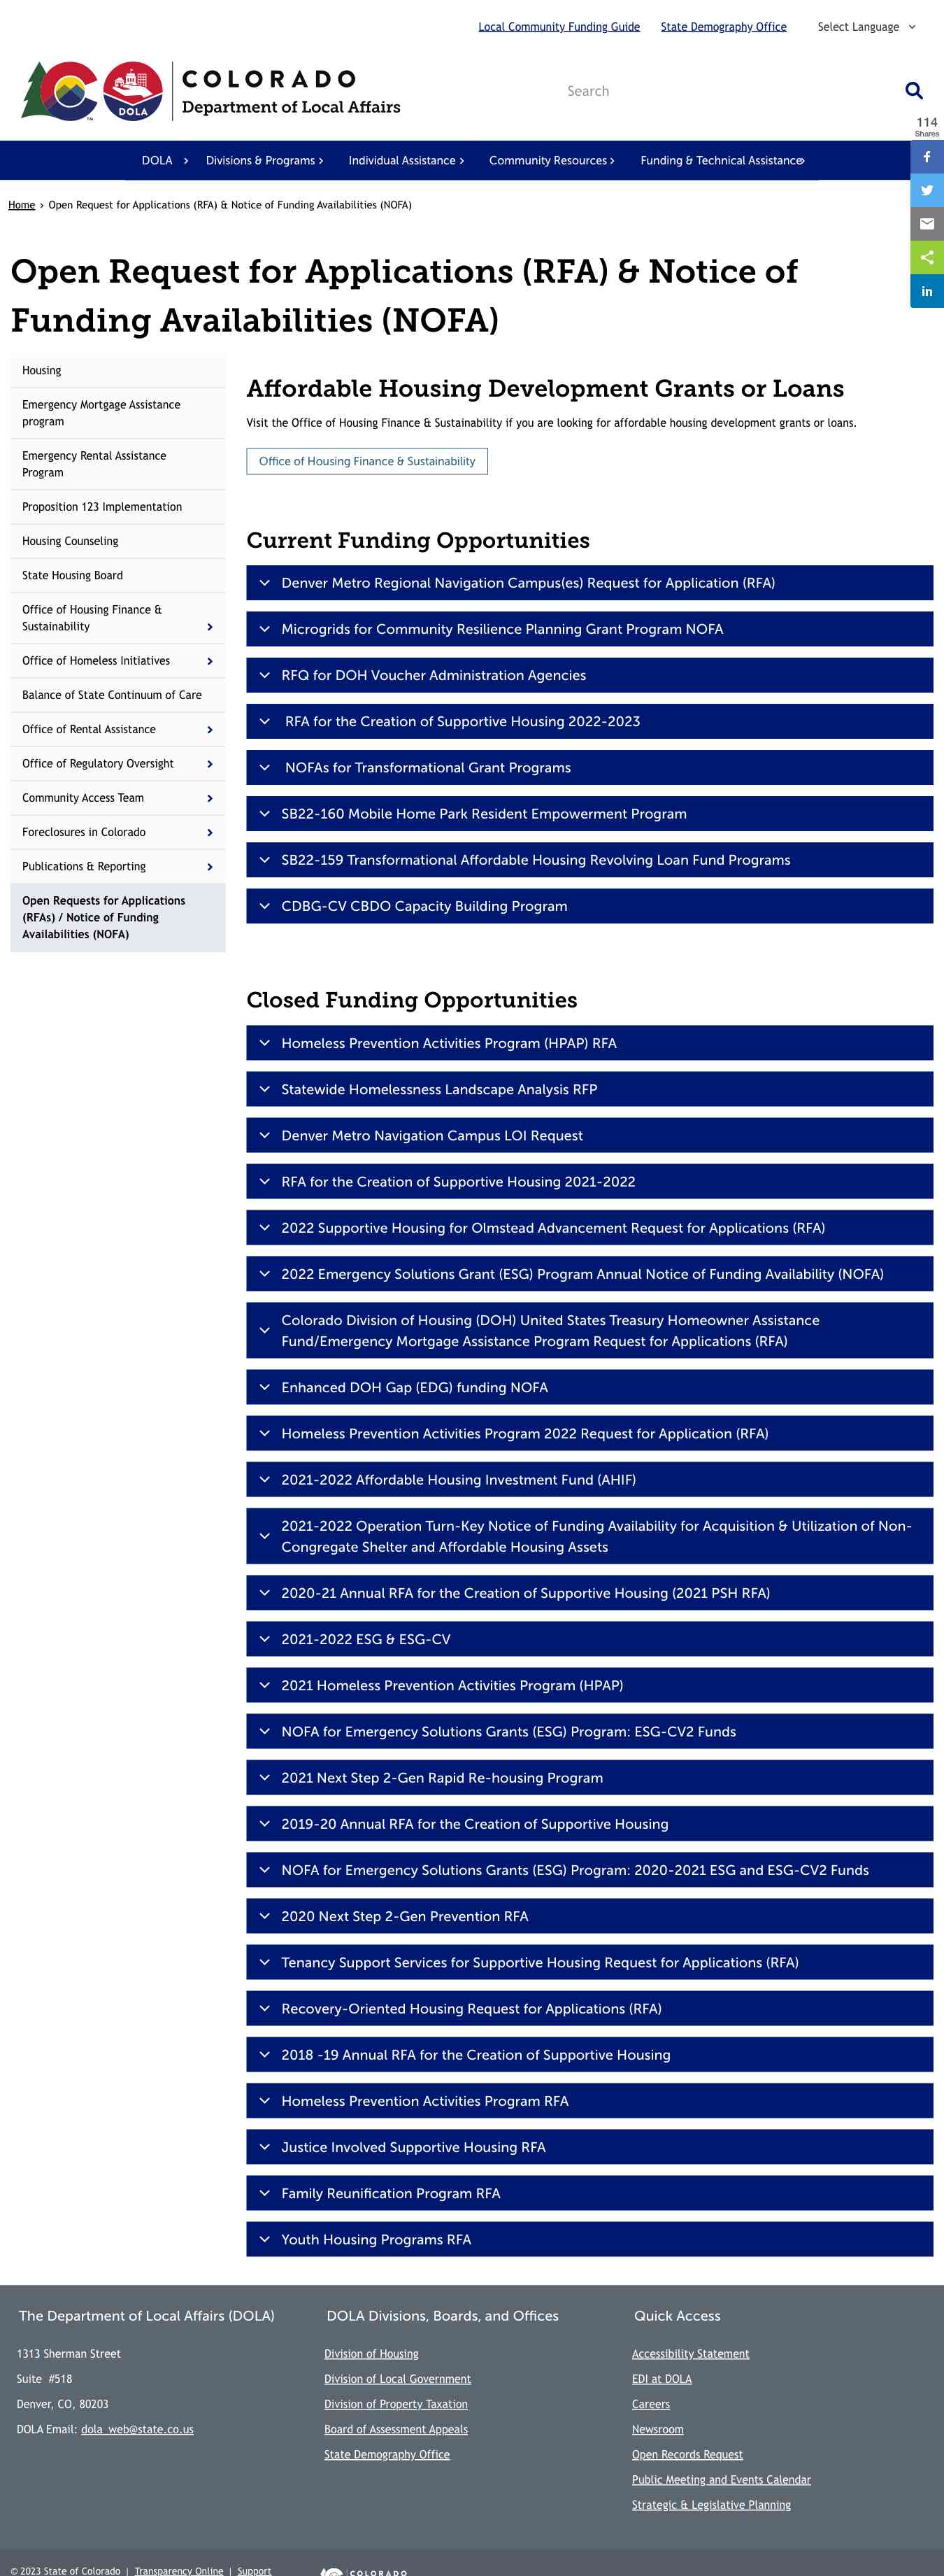 Local Community Funding Guide
State Demography Office
Select Language
COLORADO
Department of Local Affairs
DOLA
TM
Search
114
Shares
DOLA
Divisions & Programs
Individual Assistance
Community Resources
Funding & Technical Assistance
Home › Open Request for Applications (RFA) & Notice of Funding Availabilities (NOFA)
Open Request for Applications (RFA) & Notice of
Funding Availabilities (NOFA)
Housing
Emergency Mortgage Assistance
program
Emergency Rental Assistance
Program
Proposition 123 Implementation
Housing Counseling
State Housing Board
Office of Housing Finance &
Sustainability
Office of Homeless Initiatives
Balance of State Continuum of Care
Office of Rental Assistance
Office of Regulatory Oversight
Community Access Team
Foreclosures in Colorado
Publications & Reporting
Open Requests for Applications
(RFAs) / Notice of Funding
Availabilities (NOFA)
Affordable Housing Development Grants or Loans
Visit the Office of Housing Finance & Sustainability if you are looking for affordable housing development grants or loans.
Office of Housing Finance & Sustainability
Current Funding Opportunities
Denver Metro Regional Navigation Campus(es) Request for Application (RFA)
Microgrids for Community Resilience Planning Grant Program NOFA
RFQ for DOH Voucher Administration Agencies
RFA for the Creation of Supportive Housing 2022-2023
NOFAs for Transformational Grant Programs
SB22-160 Mobile Home Park Resident Empowerment Program
SB22-159 Transformational Affordable Housing Revolving Loan Fund Programs
CDBG-CV CBDO Capacity Building Program
Closed Funding Opportunities
Homeless Prevention Activities Program (HPAP) RFA
Statewide Homelessness Landscape Analysis RFP
Denver Metro Navigation Campus LOI Request
RFA for the Creation of Supportive Housing 2021-2022
2022 Supportive Housing for Olmstead Advancement Request for Applications (RFA)
2022 Emergency Solutions Grant (ESG) Program Annual Notice of Funding Availability (NOFA)
Colorado Division of Housing (DOH) United States Treasury Homeowner Assistance
Fund/Emergency Mortgage Assistance Program Request for Applications (RFA)
Enhanced DOH Gap (EDG) funding NOFA
Homeless Prevention Activities Program 2022 Request for Application (RFA)
2021-2022 Affordable Housing Investment Fund (AHIF)
2021-2022 Operation Turn-Key Notice of Funding Availability for Acquisition & Utilization of Non-
Congregate Shelter and Affordable Housing Assets
2020-21 Annual RFA for the Creation of Supportive Housing (2021 PSH RFA)
2021-2022 ESG & ESG-CV
2021 Homeless Prevention Activities Program (HPAP)
NOFA for Emergency Solutions Grants (ESG) Program: ESG-CV2 Funds
2021 Next Step 2-Gen Rapid Re-housing Program
2019-20 Annual RFA for the Creation of Supportive Housing
NOFA for Emergency Solutions Grants (ESG) Program: 2020-2021 ESG and ESG-CV2 Funds
2020 Next Step 2-Gen Prevention RFA
Tenancy Support Services for Supportive Housing Request for Applications (RFA)
Recovery-Oriented Housing Request for Applications (RFA)
2018 -19 Annual RFA for the Creation of Supportive Housing
Homeless Prevention Activities Program RFA
Justice Involved Supportive Housing RFA
Family Reunification Program RFA
Youth Housing Programs RFA
The Department of Local Affairs (DOLA)
1313 Sherman Street
Suite #518
Denver, CO, 80203
DOLA Email: dola_web@state.co.us
DOLA Divisions, Boards, and Offices
Division of Housing
Division of Local Government
Division of Property Taxation
Board of Assessment Appeals
State Demography Office
Quick Access
Accessibility Statement
EDI at DOLA
Careers
Newsroom
Open Records Request
Public Meeting and Events Calendar
Strategic & Legislative Planning
© 2023 State of Colorado | Transparency Online | Support
COLORADO